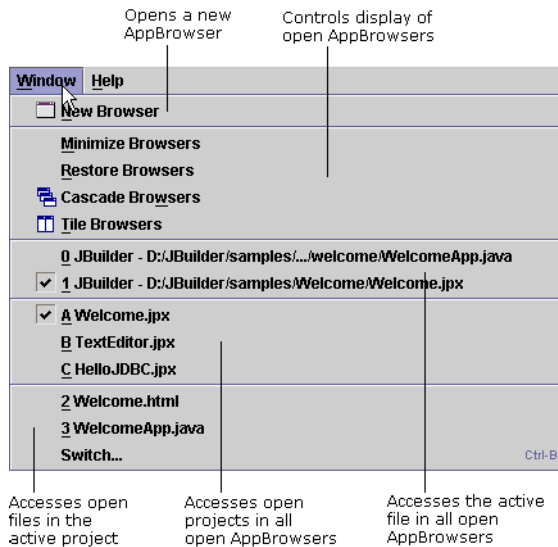 Opens a new
AppBrowser
Controls display of
open AppBrowsers
Window Help
New Browser
Minimize Browsers
Restore Browsers
Cascade Browsers
Tile Browsers
0 JBuilder - D:/JBuilder/samples/.../welcome/WelcomeApp.java
1 JBuilder - D:/JBuilder/samples/Welcome/Welcome.jpx
A Welcome.jpx
B TextEditor.jpx
C HelloJDBC.jpx
2 Welcome.html
3 WelcomeApp.java
Switch... Ctrl-B
Accesses open
files in the
active project
Accesses open
projects in all
open AppBrowsers
Accesses the active
file in all open
AppBrowsers